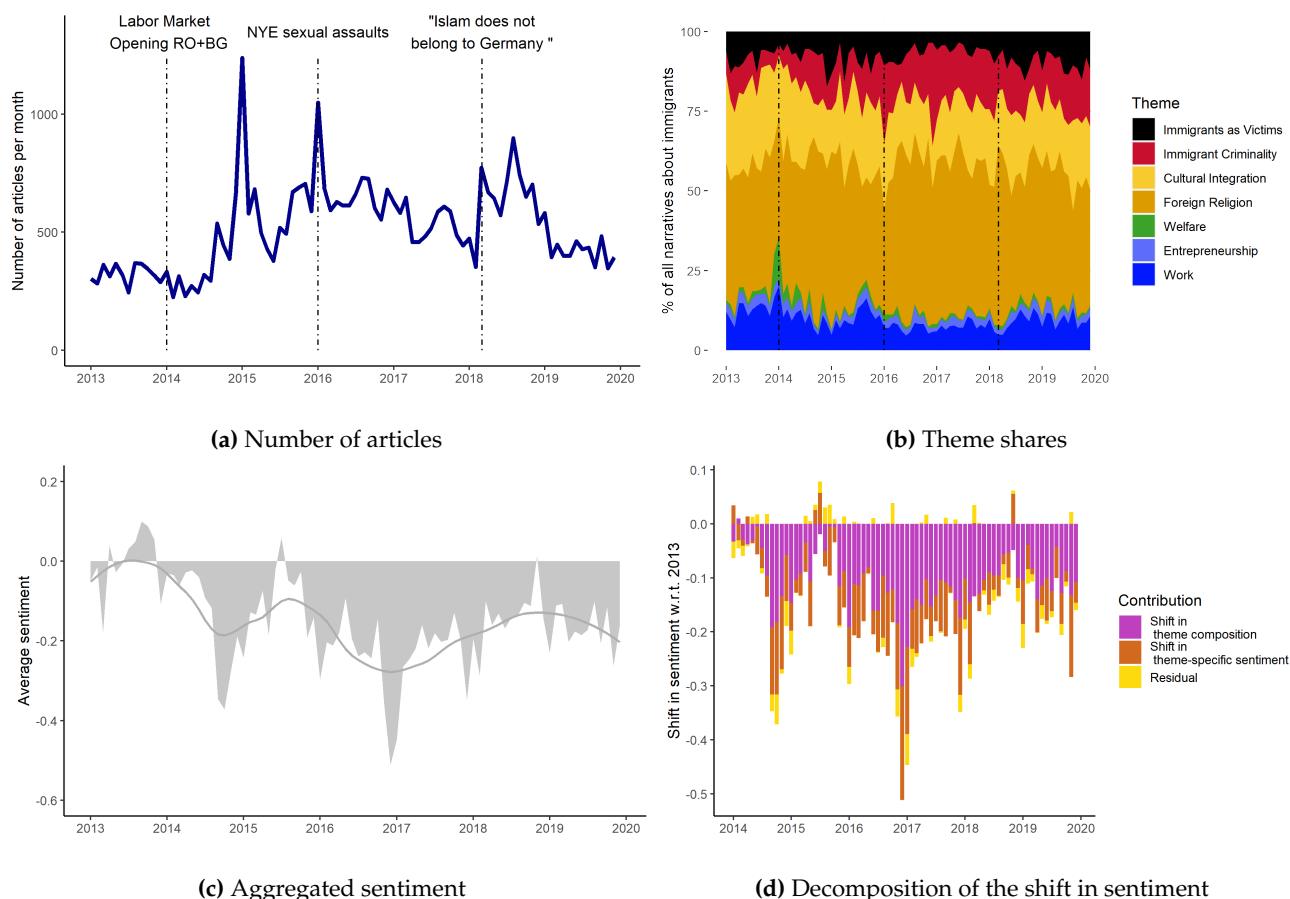 Labor Market
Opening RO+BG
NYE sexual assaults
"Islam does not
belong to Germany "
Number of articles per month
1000
500
0
2013 2014 2015 2016 2017 2018 2019 2020
(a) Number of articles
% of all narratives about immigrants
100
75
50
25
0
2013 2014 2015 2016 2017 2018 2019 2020
Theme
Immigrants as Victims
Immigrant Criminality
Cultural Integration
Foreign Religion
Welfare
Entrepreneurship
Work
(b) Theme shares
Average sentiment
0.2
0.0
-0.2
-0.4
-0.6
2013 2014 2015 2016 2017 2018 2019 2020
(c) Aggregated sentiment
Shift in sentiment w.r.t. 2013
0.1
0.0
-0.1
-0.2
-0.3
-0.4
-0.5
2014 2015 2016 2017 2018 2019 2020
Contribution
Shift in
theme composition
Shift in
theme-specific sentiment
Residual
(d) Decomposition of the shift in sentiment